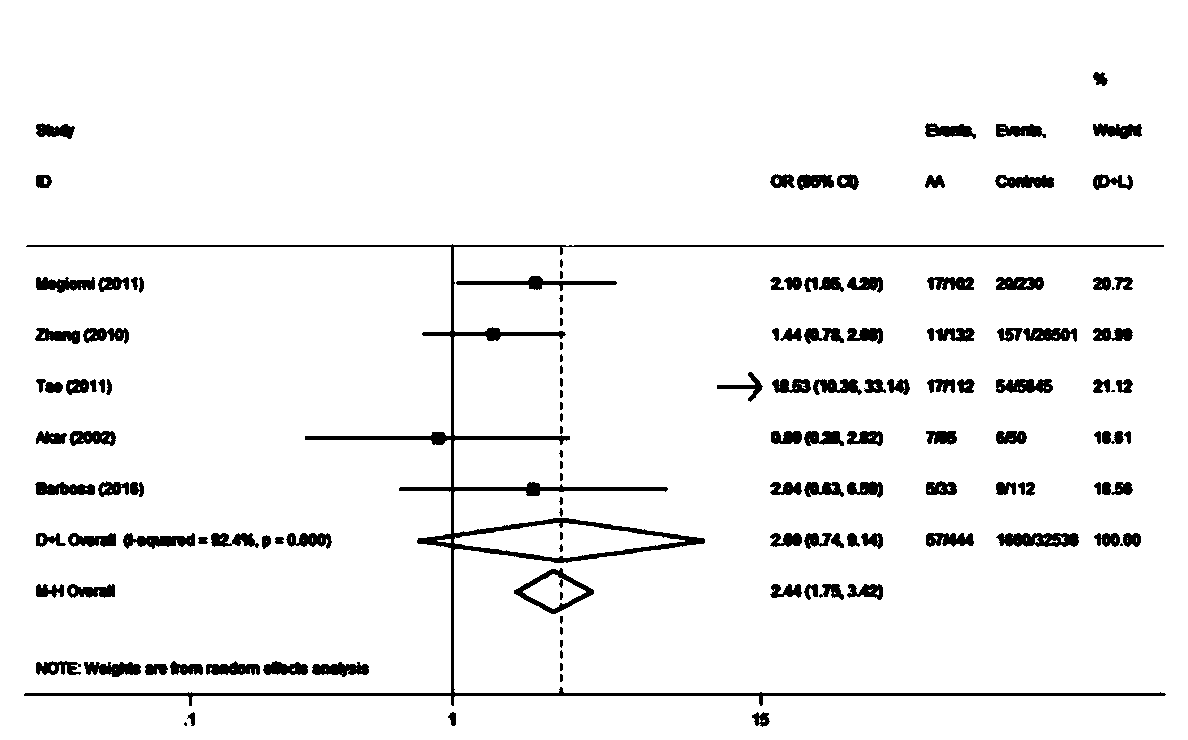 %
Study Events, Events, Weight
ID OR (95% CI) AA Controls (D+L)
Megiorni (2011) 2.10 (1.05, 4.20) 17/102 20/230 20.72
Zhang (2010) 1.44 (0.78, 2.68) 11/132 1571/26501 20.99
Tao (2011) 18.53 (10.36, 33.14) 17/112 54/5645 21.12
Akar (2002) 0.89 (0.28, 2.82) 7/65 6/50 18.61
Barbosa (2016) 2.04 (0.63, 6.59) 5/33 9/112 18.56
D+L Overall (I-squared = 92.4%, p = 0.000) 2.60 (0.74, 9.14) 57/444 1660/32538 100.00
M-H Overall 2.44 (1.75, 3.42)
NOTE: Weights are from random effects analysis
.1 1 15